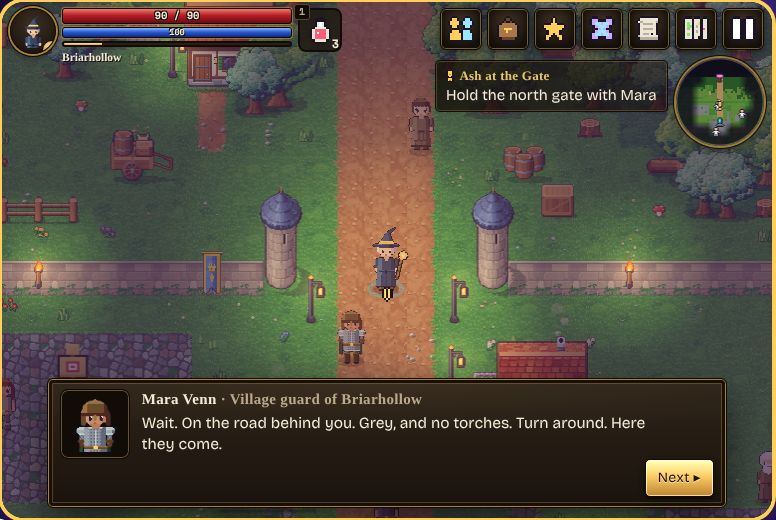 90 / 90
100
Briarhollow
1
3
Ash at the Gate
Hold the north gate with Mara
Mara Venn · Village guard of Briarhollow
Wait. On the road behind you. Grey, and no torches. Turn around. Here
they come.
Next ▸